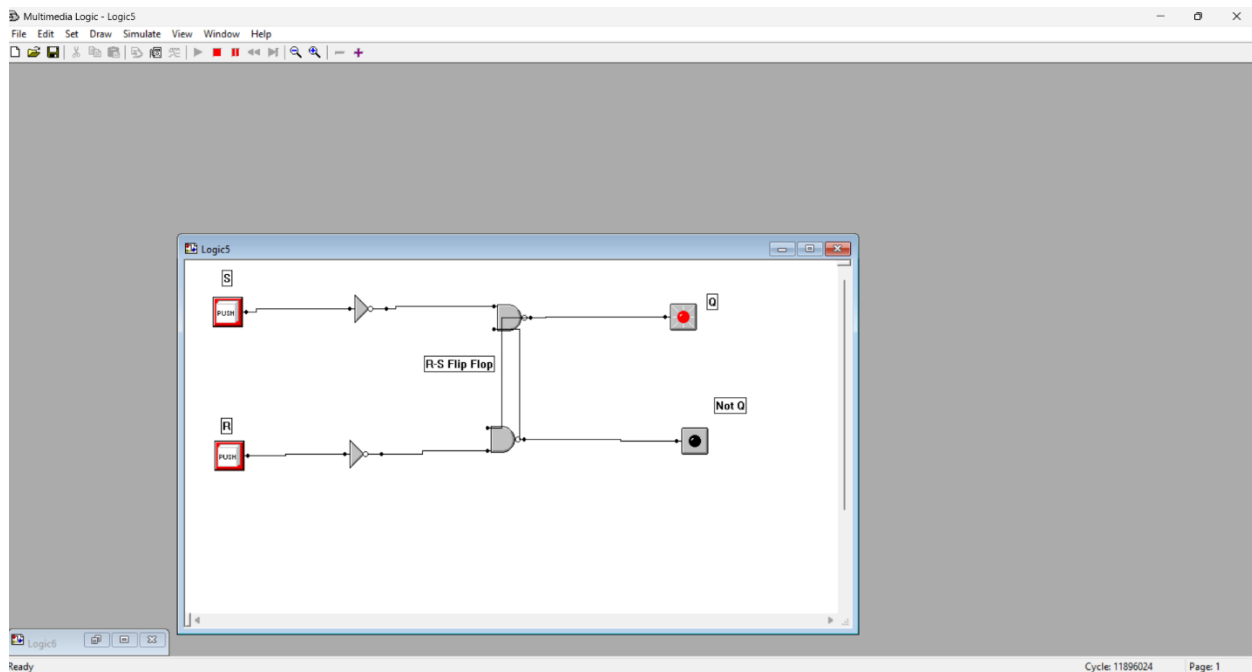 Multimedia Logic - Logic5
File Edit Set Draw Simulate View Window Help
Logic5
S
PUSH
Q
R-S Flip Flop
Not Q
R
PUSH
Logic6
Ready
Cycle: 11896024 Page: 1